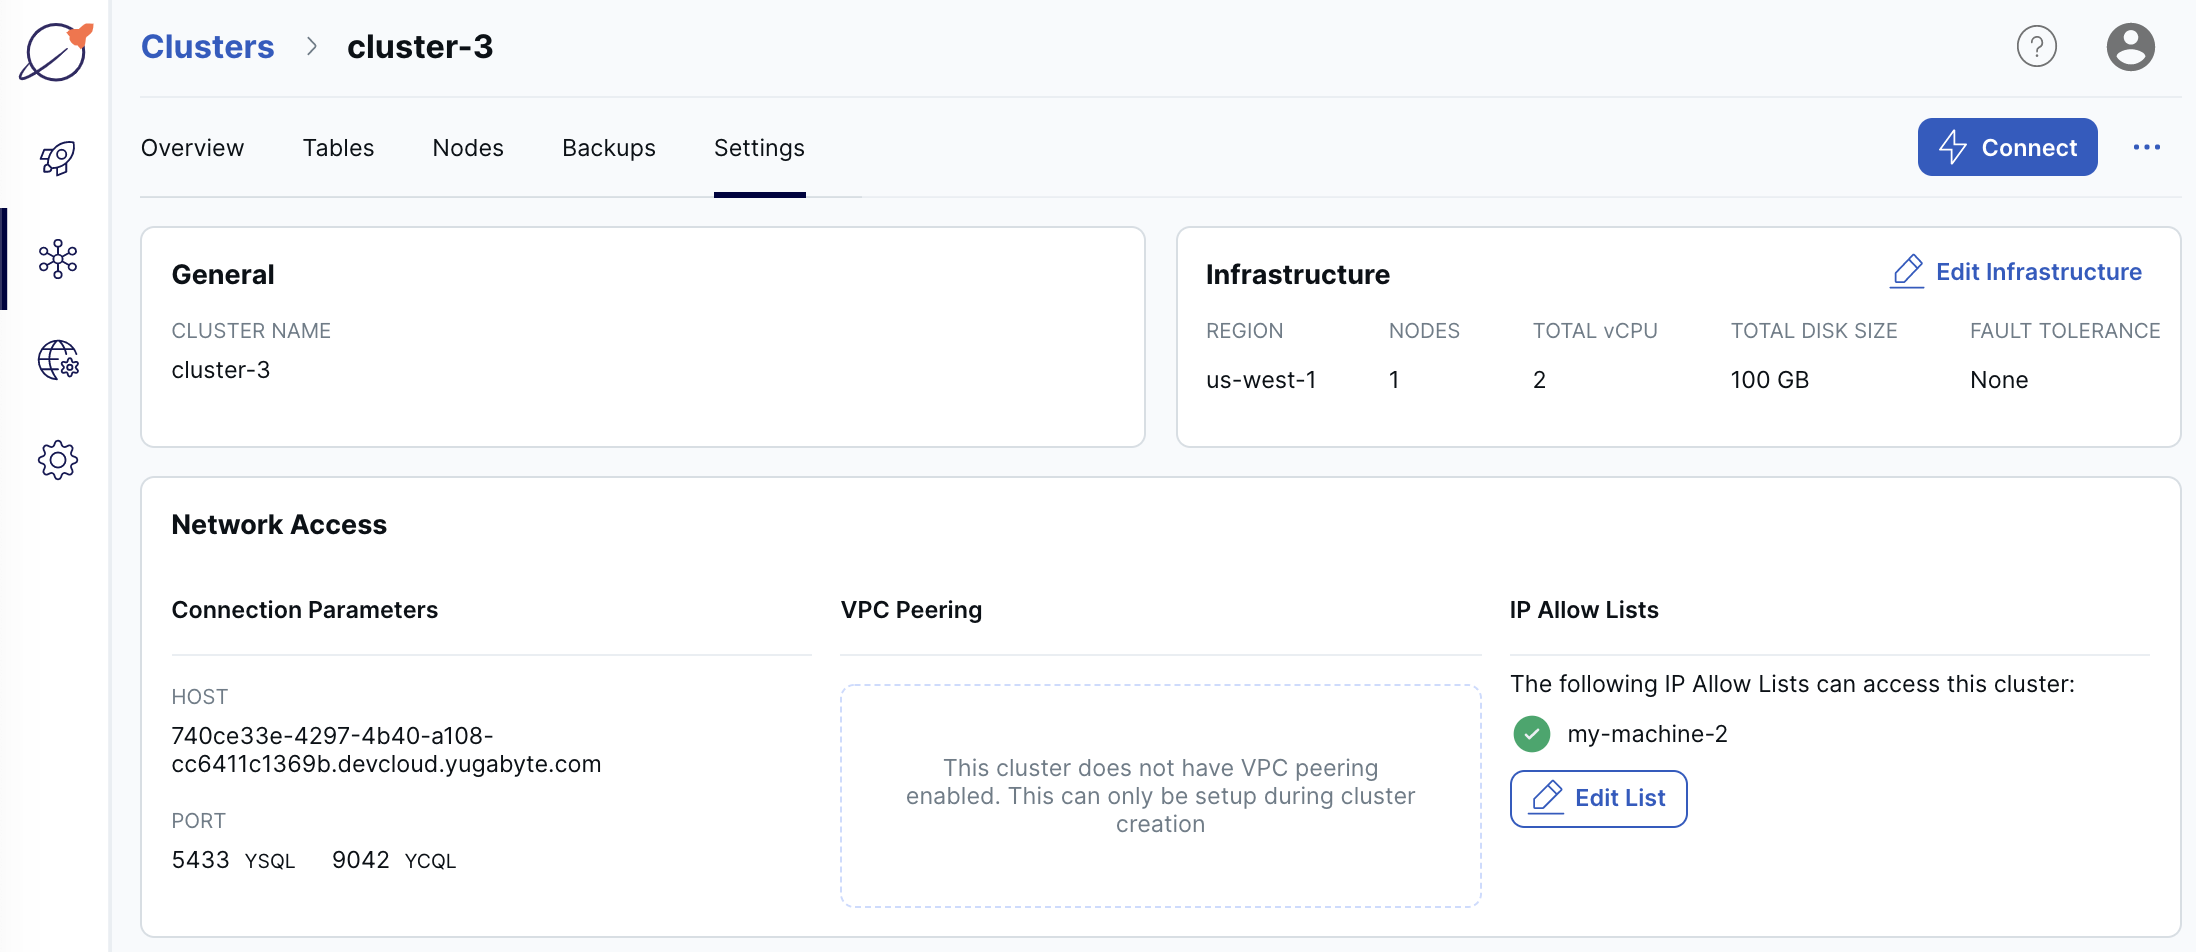 Clusters > cluster-3
?
Overview Tables Nodes Backups Settings
Connect
General
CLUSTER NAME
cluster-3
Infrastructure
Edit Infrastructure
REGION NODES TOTAL vCPU TOTAL DISK SIZE FAULT TOLERANCE
us-west-1 1 2 100 GB None
Network Access
Connection Parameters
HOST
740ce33e-4297-4b40-a108-
cc6411c1369b.devcloud.yugabyte.com
PORT
5433 YSQL 9042 YCQL
VPC Peering
This cluster does not have VPC peering
enabled. This can only be setup during cluster
creation
IP Allow Lists
The following IP Allow Lists can access this cluster:
my-machine-2
Edit List